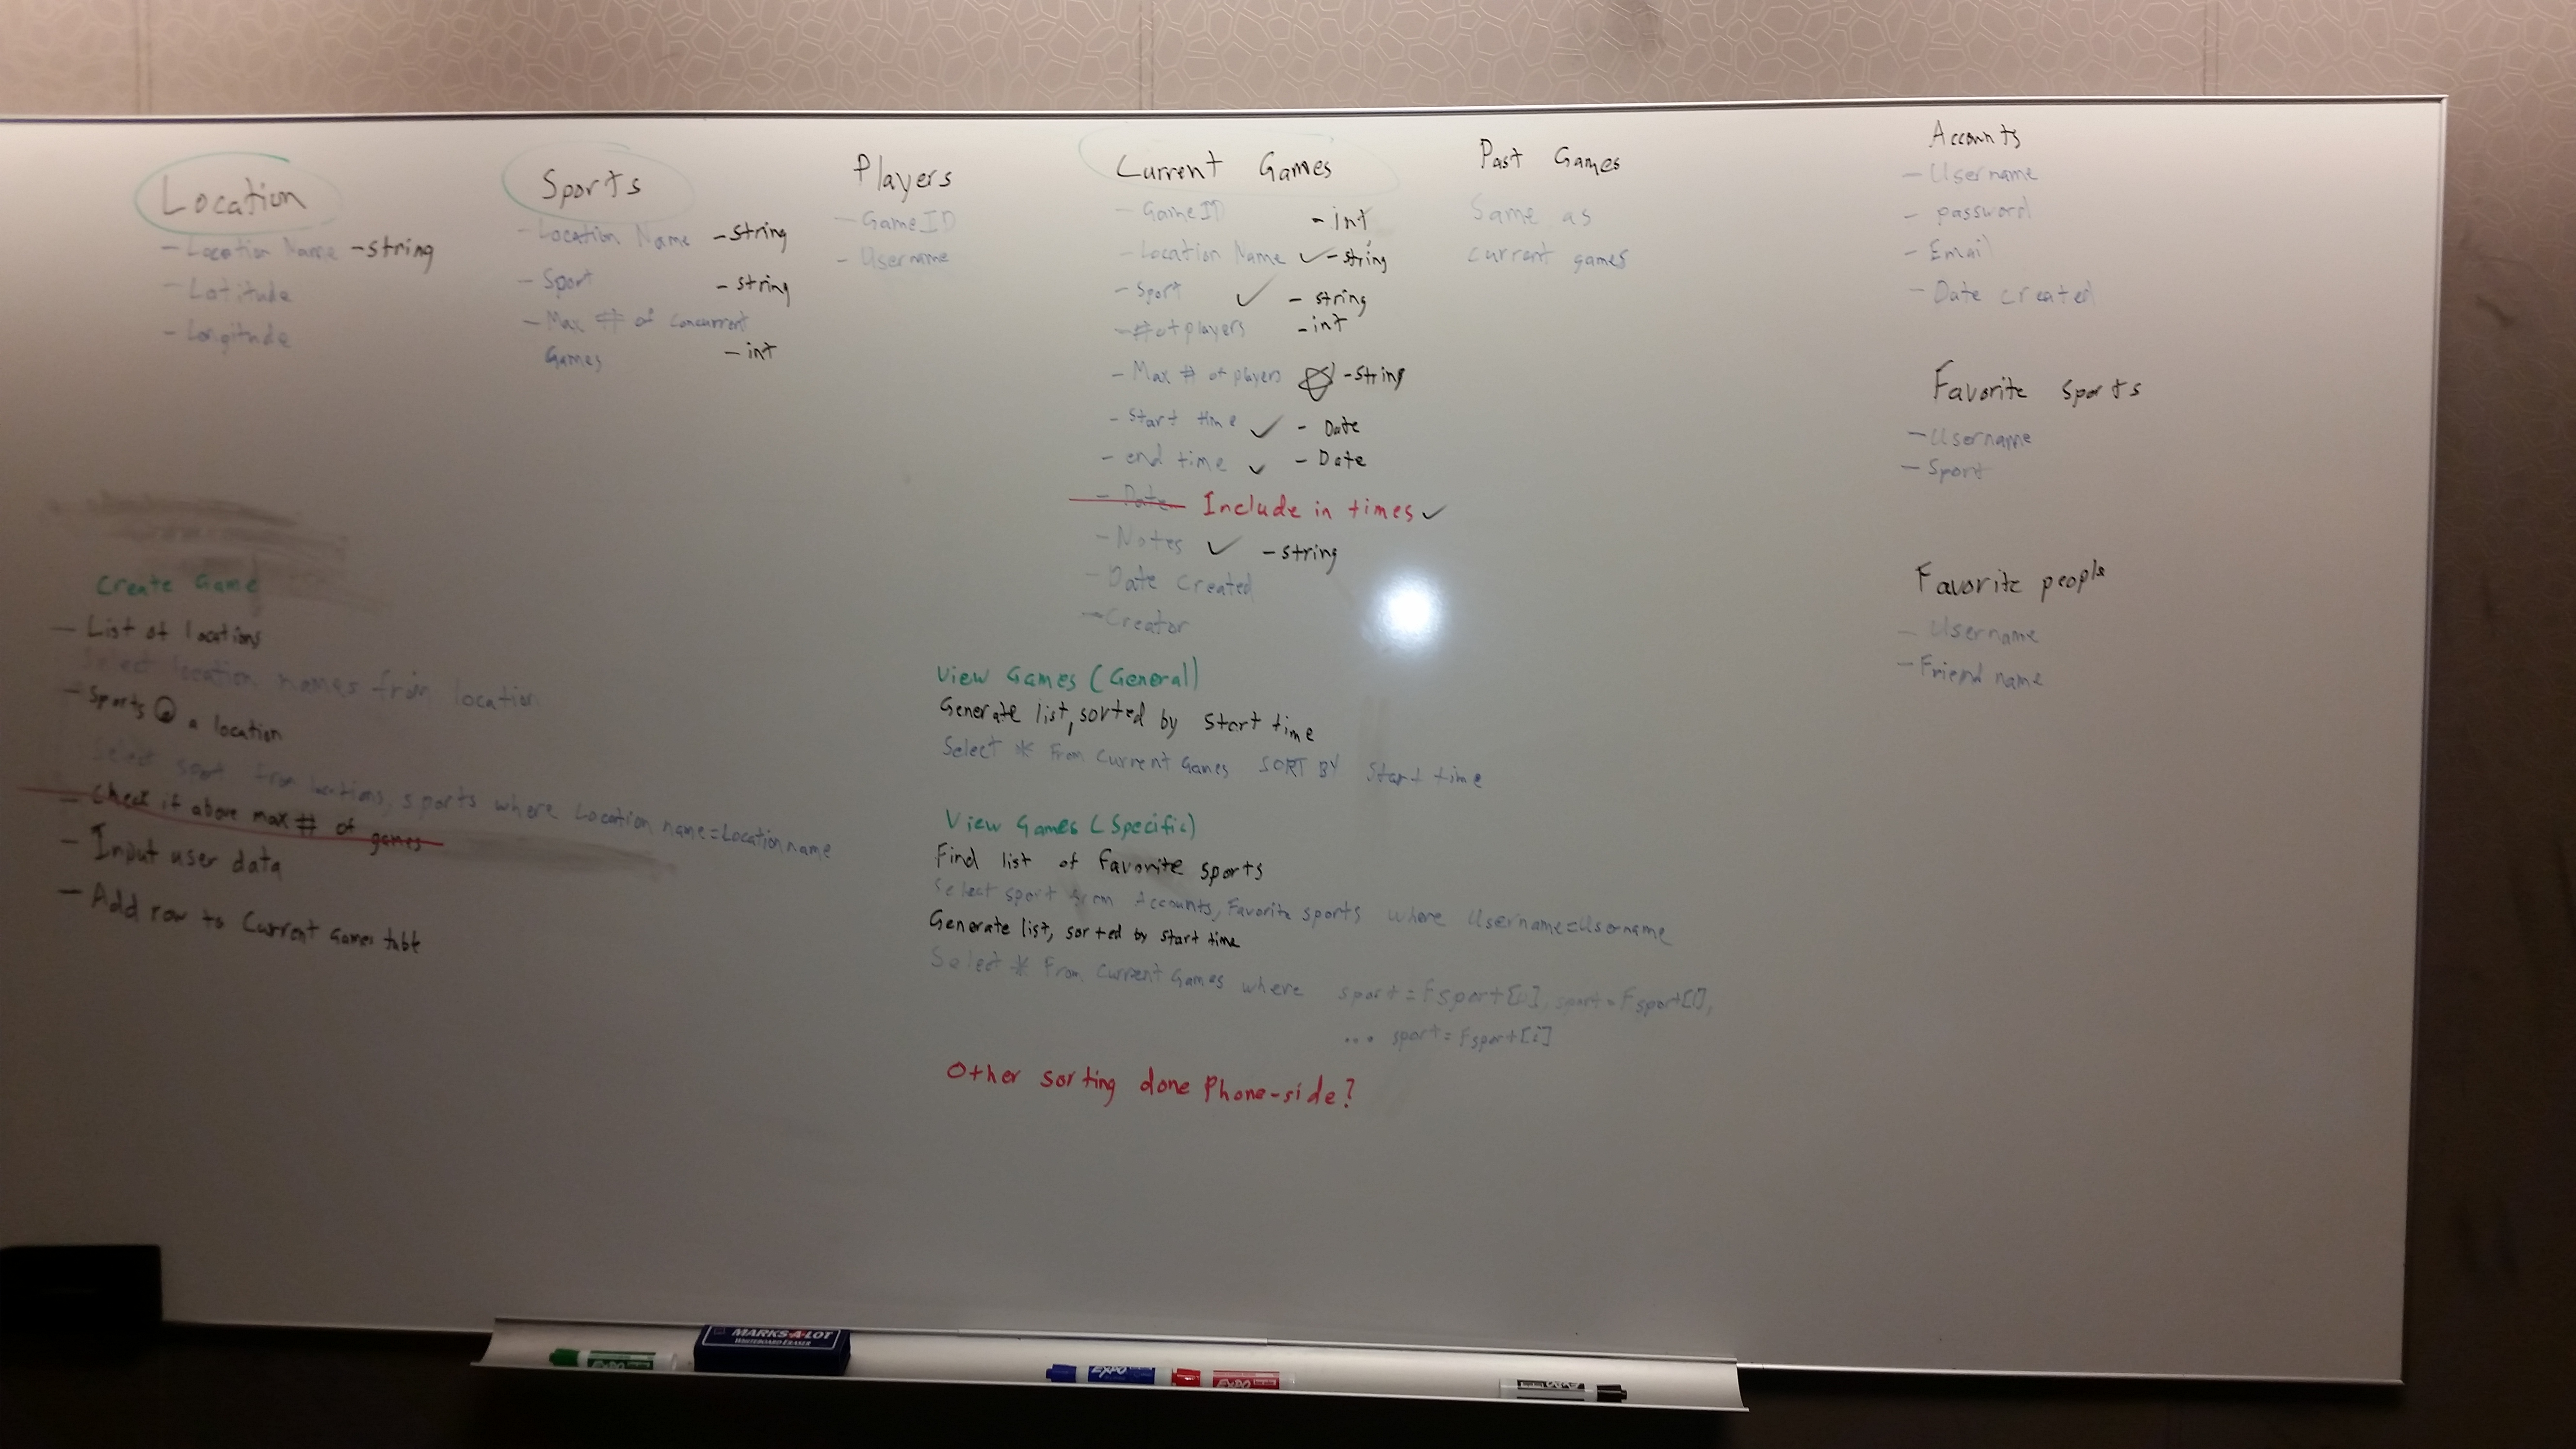 Location
- Location Name - string
- Latitude
- Longitude
Sports
- Location Name - string
- Sport - string
- Max # of concurrent
Games - int
Players
- GameID
- Username
Current Games
- GameID - int
- Location Name ✓ - string
- Sport ✓ - string
- # of players - int
- Max # of players - string
- Start time ✓ - Date
- end time ✓ - Date
- Date Include in times ✓
- Notes ✓ - string
- Date Created
- Creator
Past Games
Same as
current games
Accounts
- Username
- password
- Email
- Date created
Favorite sports
- Username
- Sport
Favorite people
- Username
- Friend name
Create Game
- List of locations
Select location names from location
- Sports @ a location
Select sport from locations, sports where Location name=Location name
- Check if above max # of games
- Input user data
- Add row to Current Games table
View Games (General)
Generate list, sorted by Start time
Select * From Current Games SORT BY Start time
View Games (Specific)
Find list of favorite sports
Select sport from Accounts, Favorite sports where Username=Username
Generate list, sorted by start time
Select * From Current Games where sport = Fsport[0], sport = Fsport[1],
... sport = Fsport[i]
Other sorting done Phone-side?
MARKS-A-LOT
WHITEBOARD ERASER
EXPO
EXPO
EXPO
EXPO